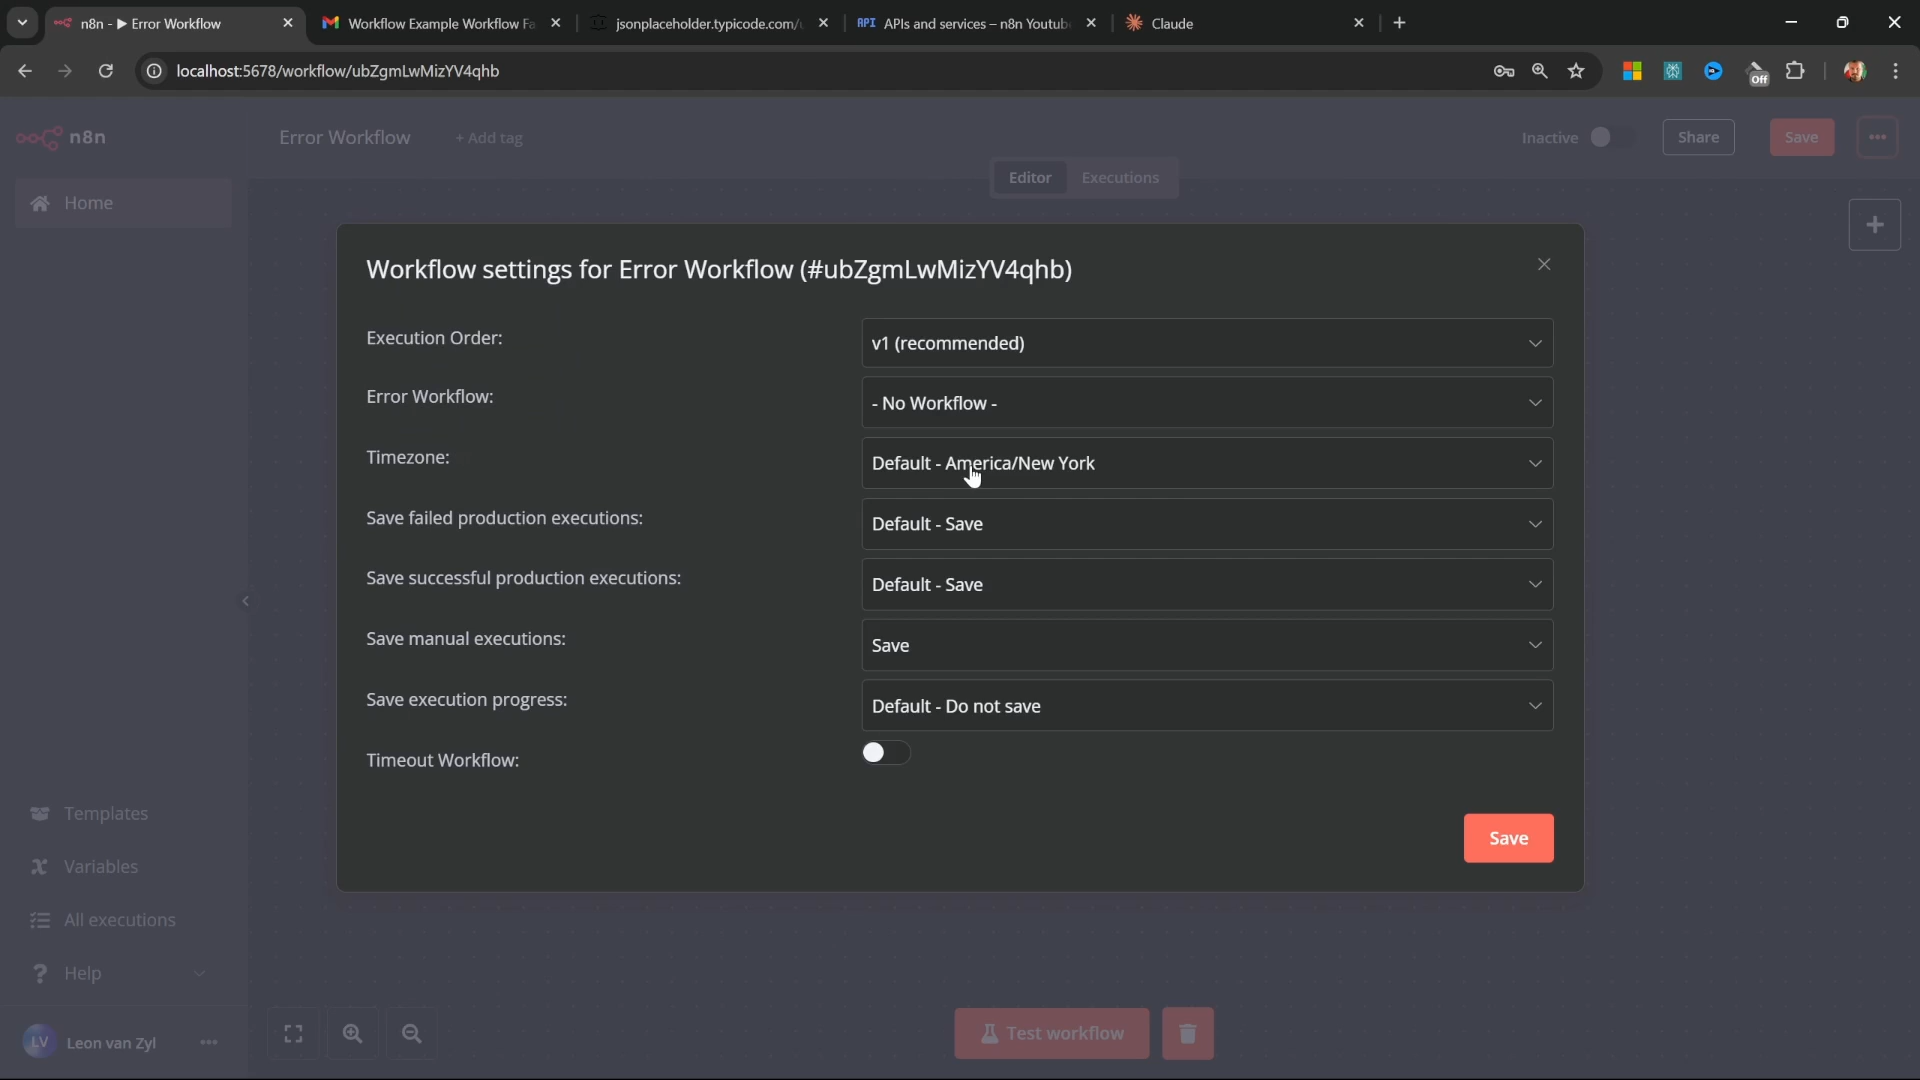 n8n - ▶ Error Workflow
Workflow Example Workflow Fa
jsonplaceholder.typicode.com/
API APIs and services – n8n Youtub
Claude
localhost:5678/workflow/ubZgmLwMizYV4qhb
Off
n8n
Error Workflow
+ Add tag
Inactive
Share
Save
Editor
Executions
Home
Workflow settings for Error Workflow (#ubZgmLwMizYV4qhb)
Execution Order:
v1 (recommended)
Error Workflow:
- No Workflow -
Timezone:
Default - America/New York
Save failed production executions:
Default - Save
Save successful production executions:
Default - Save
Save manual executions:
Save
Save execution progress:
Default - Do not save
Timeout Workflow:
Save
Templates
Variables
All executions
Help
LV Leon van Zyl
Test workflow